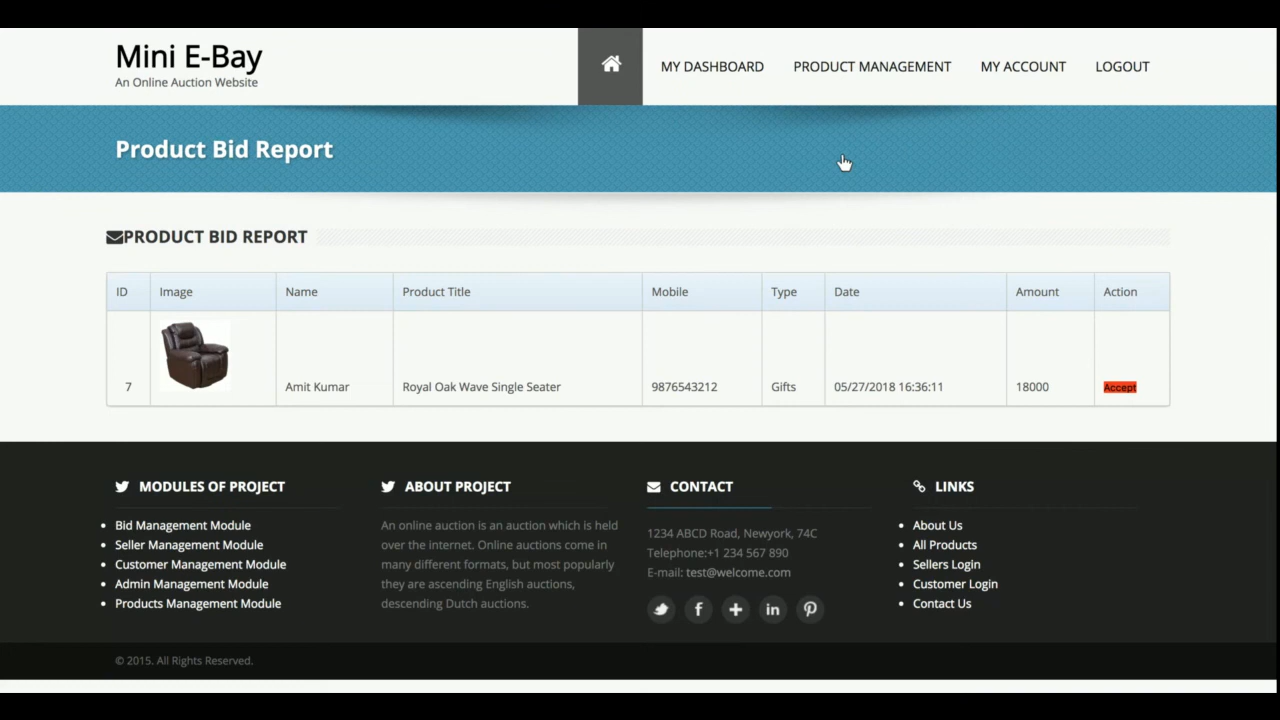 Mini E-Bay
An Online Auction Website
MY DASHBOARD PRODUCT MANAGEMENT MY ACCOUNT LOGOUT
Product Bid Report
PRODUCT BID REPORT
ID Image Name Product Title Mobile Type Date Amount Action
7 Amit Kumar Royal Oak Wave Single Seater 9876543212 Gifts 05/27/2018 16:36:11 18000 Accept
MODULES OF PROJECT
Bid Management Module
Seller Management Module
Customer Management Module
Admin Management Module
Products Management Module
ABOUT PROJECT
An online auction is an auction which is held
over the internet. Online auctions come in
many different formats, but most popularly
they are ascending English auctions,
descending Dutch auctions.
CONTACT
1234 ABCD Road, Newyork, 74C
Telephone:+1 234 567 890
E-mail: test@welcome.com
LINKS
About Us
All Products
Sellers Login
Customer Login
Contact Us
© 2015. All Rights Reserved.